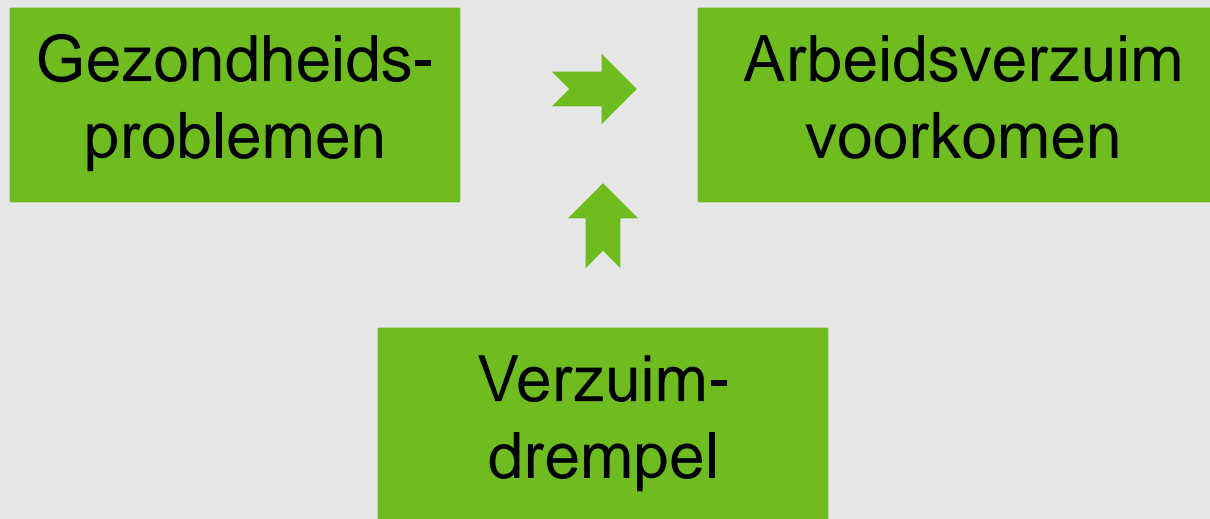 Gezondheids-
problemen
Arbeidsverzuim
voorkomen
Verzuim-
drempel